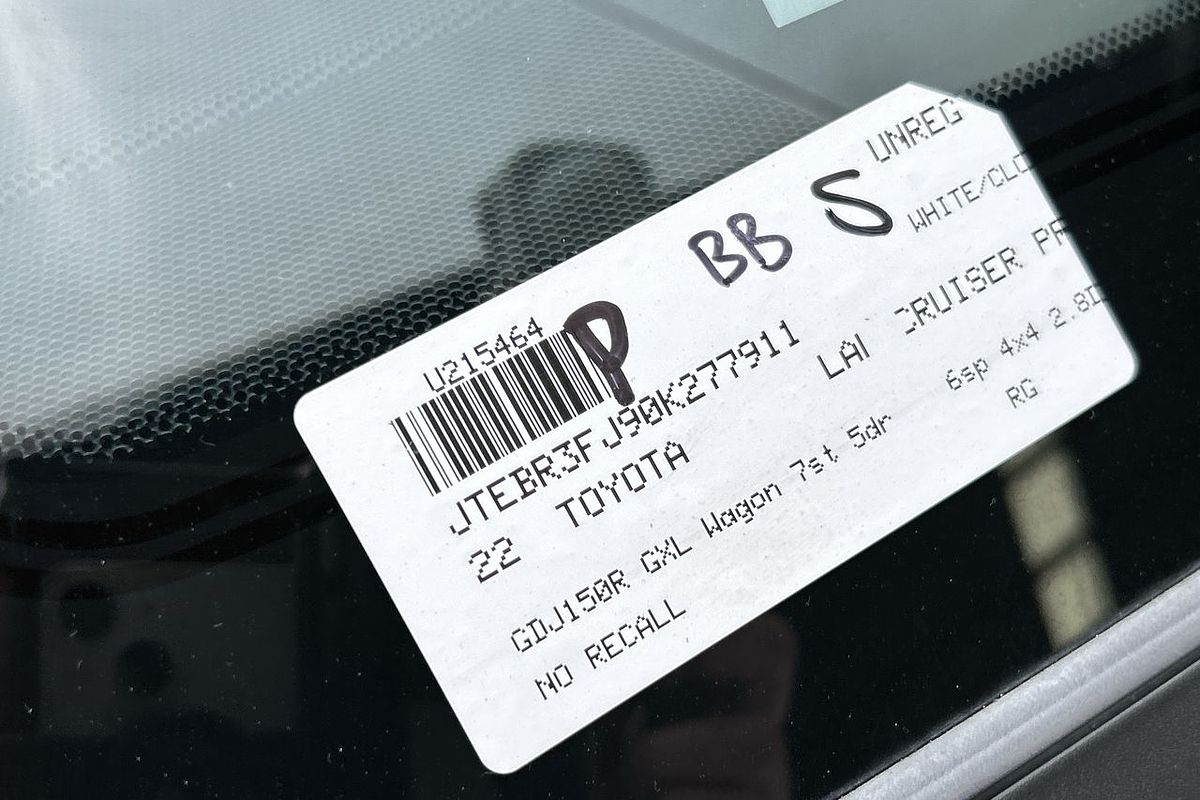 UNREG
BB S WHITE/CLO
U215464 P
JTEBR3FJ90K277911
22 TOYOTA LAN CRUISER PR
GDJ150R GXL Wagon 7st 5dr 6sp 4x4 2.8D
NO RECALL RG